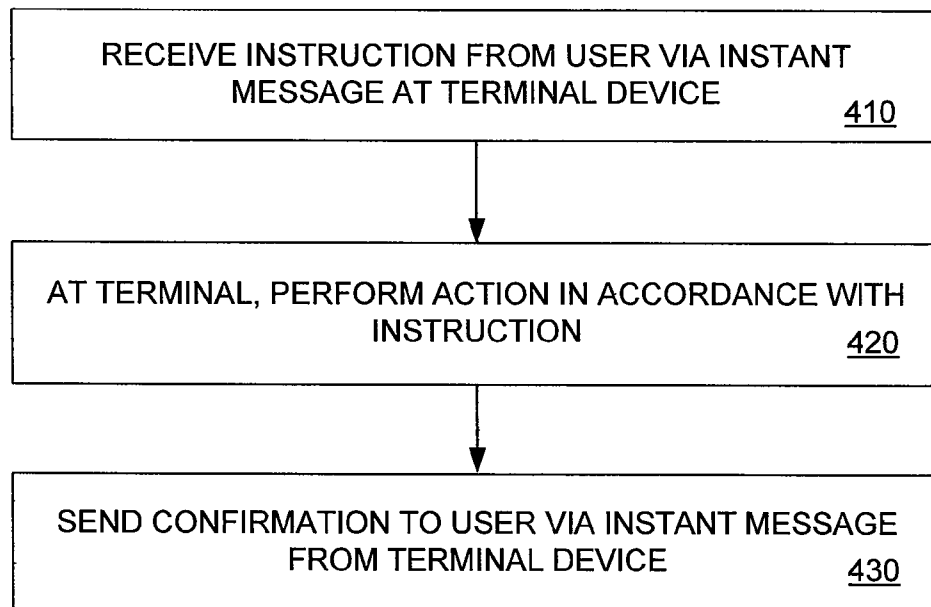 RECEIVE INSTRUCTION FROM USER VIA INSTANT
MESSAGE AT TERMINAL DEVICE
410
AT TERMINAL, PERFORM ACTION IN ACCORDANCE WITH
INSTRUCTION
420
SEND CONFIRMATION TO USER VIA INSTANT MESSAGE
FROM TERMINAL DEVICE
430